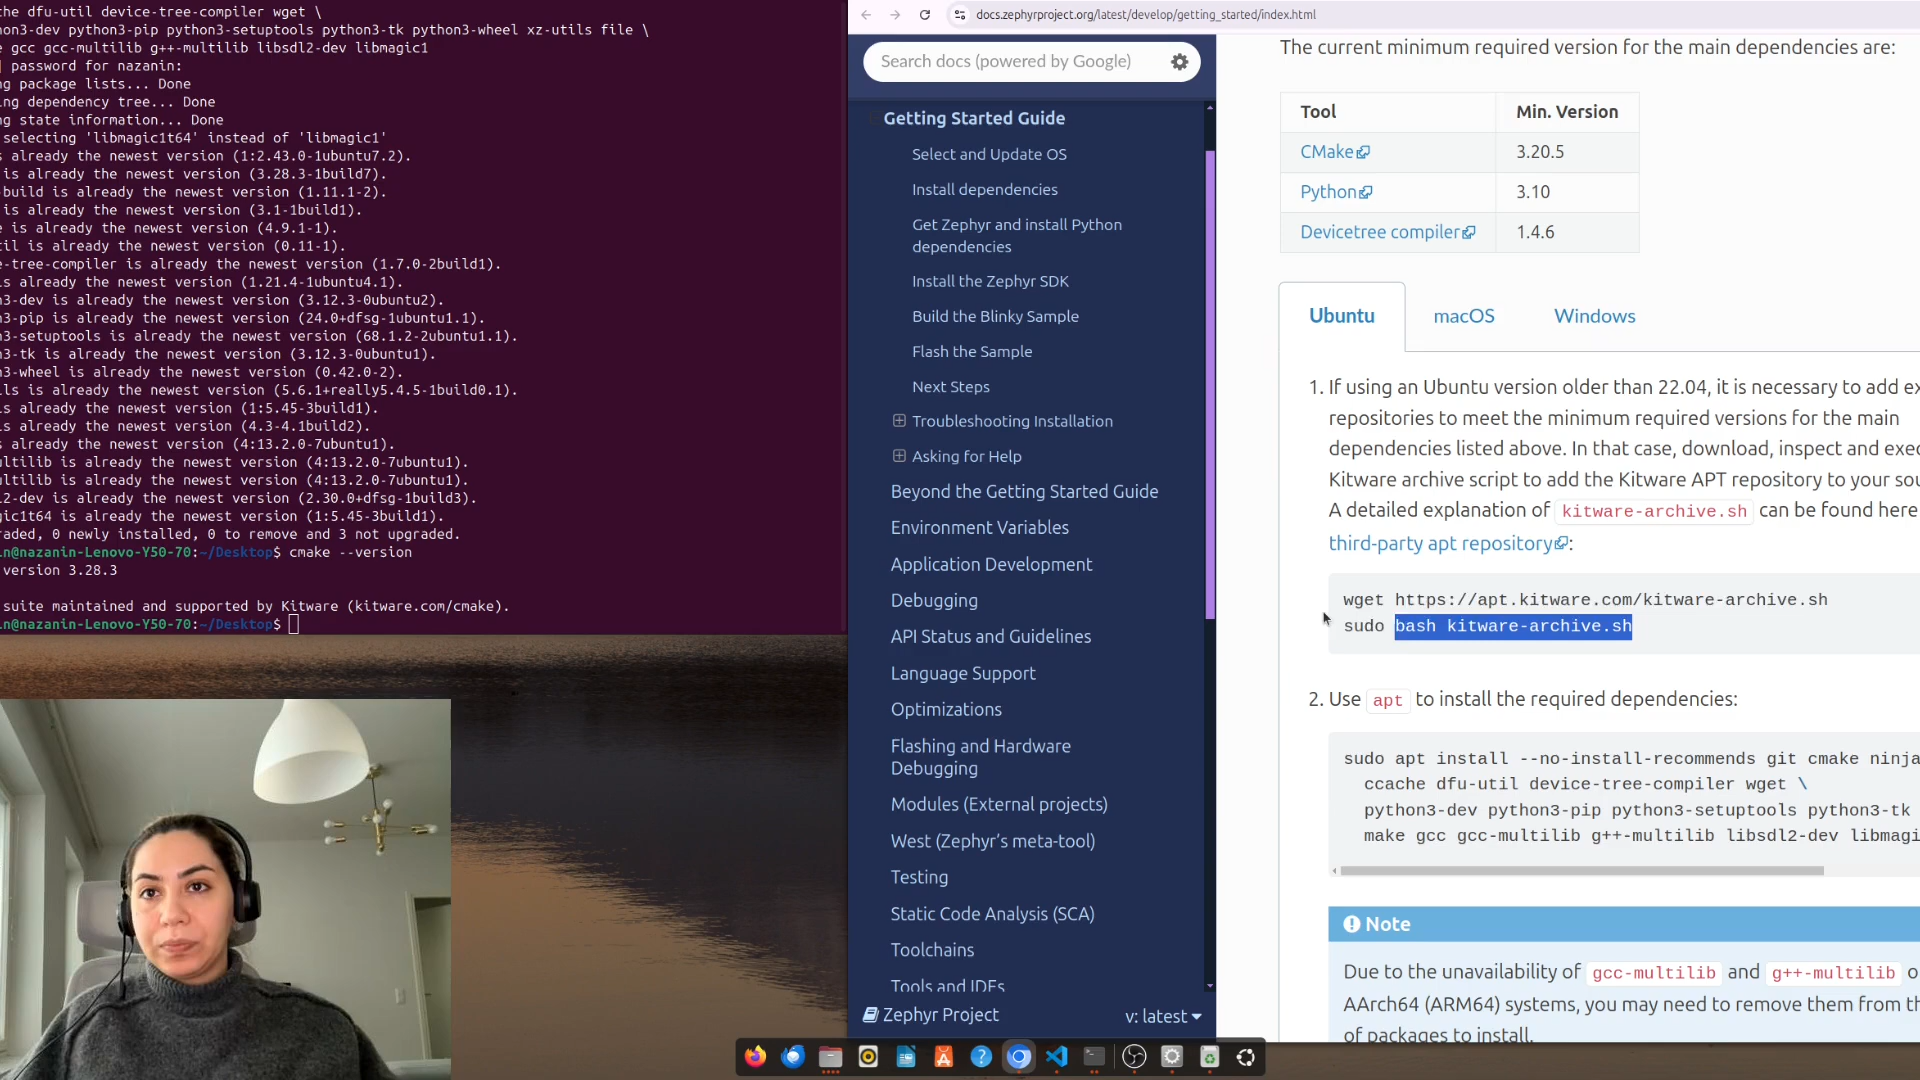 he dfu-util device-tree-compiler wget \
on3-dev python3-pip python3-setuptools python3-tk python3-wheel xz-utils file \
gcc gcc-multilib g++-multilib libsdl2-dev libmagic1
password for nazanin:
ng package lists... Done
ing dependency tree... Done
ng state information... Done
selecting 'libmagic1t64' instead of 'libmagic1'
s already the newest version (1:2.43.0-1ubuntu7.2).
is already the newest version (3.28.3-1build7).
-build is already the newest version (1.11.1-2).
is already the newest version (3.1-1build1).
e is already the newest version (4.9.1-1).
til is already the newest version (0.11-1).
e-tree-compiler is already the newest version (1.7.0-2build1).
is already the newest version (1.21.4-1ubuntu4.1).
n3-dev is already the newest version (3.12.3-0ubuntu2).
n3-pip is already the newest version (24.0+dfsg-1ubuntu1.1).
n3-setuptools is already the newest version (68.1.2-2ubuntu1.1).
n3-tk is already the newest version (3.12.3-0ubuntu1).
n3-wheel is already the newest version (0.42.0-2).
ils is already the newest version (5.6.1+really5.4.5-1build0.1).
is already the newest version (1:5.45-3build1).
is already the newest version (4.3-4.1build2).
s already the newest version (4:13.2.0-7ubuntu1).
ultilib is already the newest version (4:13.2.0-7ubuntu1).
ultilib is already the newest version (4:13.2.0-7ubuntu1).
l2-dev is already the newest version (2.30.0+dfsg-1build3).
gic1t64 is already the newest version (1:5.45-3build1).
raded, 0 newly installed, 0 to remove and 3 not upgraded.
in@nazanin-Lenovo-Y50-70:~/Desktop$ cmake --version
version 3.28.3
suite maintained and supported by Kitware (kitware.com/cmake).
in@nazanin-Lenovo-Y50-70:~/Desktop$
docs.zephyrproject.org/latest/develop/getting_started/index.html
Search docs (powered by Google)
Getting Started Guide
Select and Update OS
Install dependencies
Get Zephyr and install Python
dependencies
Install the Zephyr SDK
Build the Blinky Sample
Flash the Sample
Next Steps
Troubleshooting Installation
Asking for Help
Beyond the Getting Started Guide
Environment Variables
Application Development
Debugging
API Status and Guidelines
Language Support
Optimizations
Flashing and Hardware
Debugging
Modules (External projects)
West (Zephyr’s meta-tool)
Testing
Static Code Analysis (SCA)
Toolchains
Tools and IDEs
Zephyr Project
v: latest
The current minimum required version for the main dependencies are:
Tool Min. Version
CMake 3.20.5
Python 3.10
Devicetree compiler 1.4.6
Ubuntu macOS Windows
1. If using an Ubuntu version older than 22.04, it is necessary to add ex
repositories to meet the minimum required versions for the main
dependencies listed above. In that case, download, inspect and exec
Kitware archive script to add the Kitware APT repository to your sou
A detailed explanation of kitware-archive.sh can be found here
third-party apt repository:
wget https://apt.kitware.com/kitware-archive.sh
sudo bash kitware-archive.sh
2. Use apt to install the required dependencies:
sudo apt install --no-install-recommends git cmake ninja
ccache dfu-util device-tree-compiler wget \
python3-dev python3-pip python3-setuptools python3-tk
make gcc gcc-multilib g++-multilib libsdl2-dev libmagi
Note
Due to the unavailability of gcc-multilib and g++-multilib o
AArch64 (ARM64) systems, you may need to remove them from th
of packages to install.